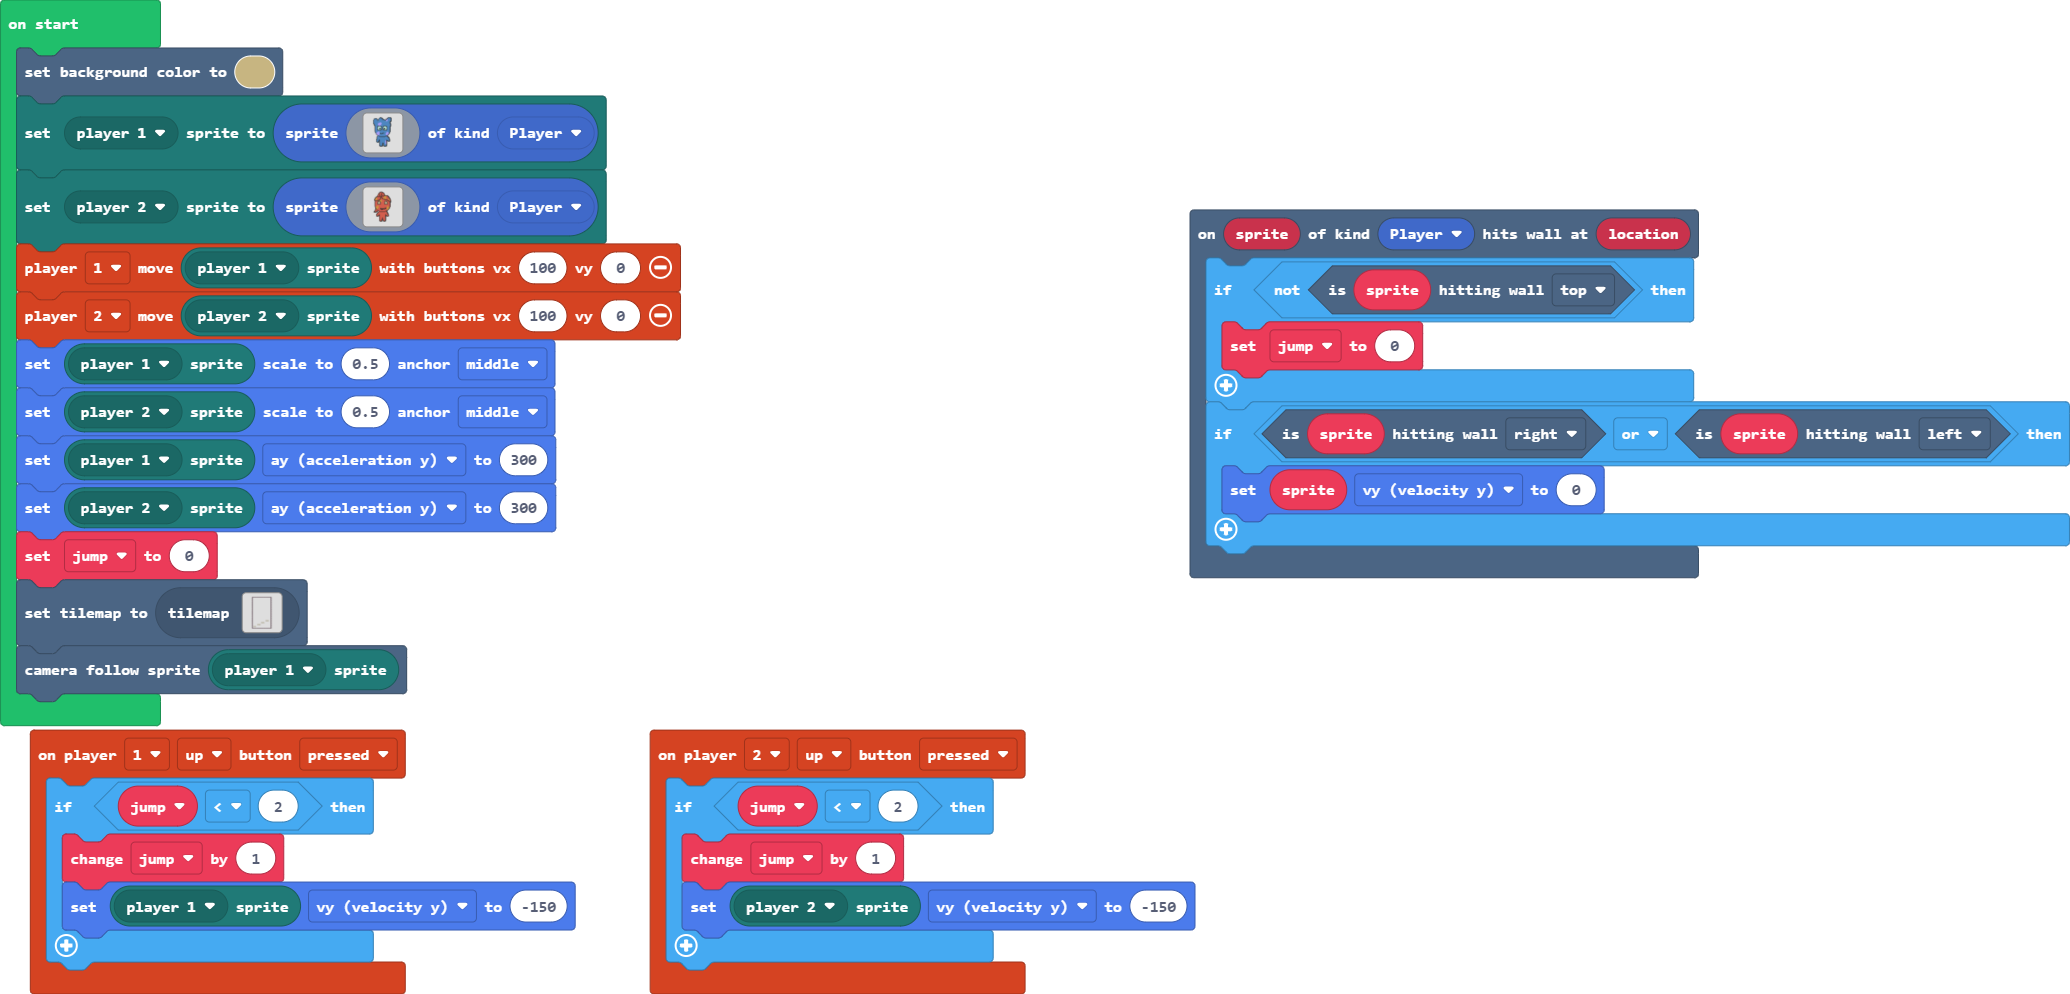 on start
set background color to
set player 1 sprite to sprite of kind Player
set player 2 sprite to sprite of kind Player
player 1 move player 1 sprite with buttons vx 100 vy 0
player 2 move player 2 sprite with buttons vx 100 vy 0
set player 1 sprite scale to 0.5 anchor middle
set player 2 sprite scale to 0.5 anchor middle
set player 1 sprite ay (acceleration y) to 300
set player 2 sprite ay (acceleration y) to 300
set jump to 0
set tilemap to tilemap
camera follow sprite player 1 sprite
on sprite of kind Player hits wall at location
if not is sprite hitting wall top then
set jump to 0
if is sprite hitting wall right or is sprite hitting wall left then
set sprite vy (velocity y) to 0
on player 1 up button pressed
if jump < 2 then
change jump by 1
set player 1 sprite vy (velocity y) to -150
on player 2 up button pressed
if jump < 2 then
change jump by 1
set player 2 sprite vy (velocity y) to -150